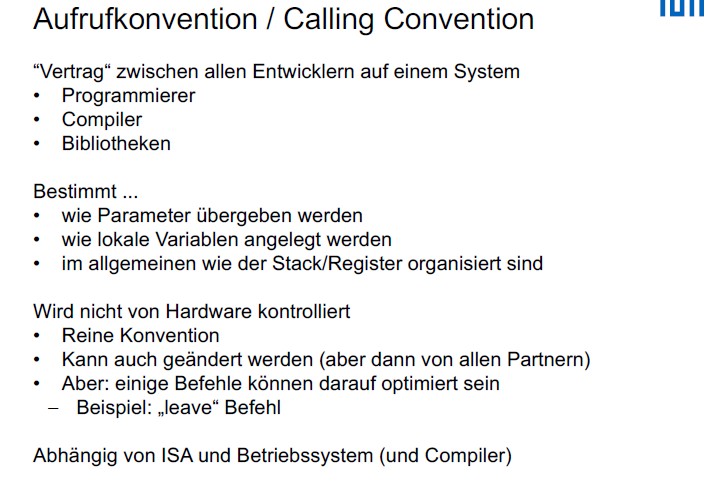 Aufrufkonvention / Calling Convention
“Vertrag“ zwischen allen Entwicklern auf einem System
• Programmierer
• Compiler
• Bibliotheken
Bestimmt ...
• wie Parameter übergeben werden
• wie lokale Variablen angelegt werden
• im allgemeinen wie der Stack/Register organisiert sind
Wird nicht von Hardware kontrolliert
• Reine Konvention
• Kann auch geändert werden (aber dann von allen Partnern)
• Aber: einige Befehle können darauf optimiert sein
– Beispiel: „leave“ Befehl
Abhängig von ISA und Betriebssystem (und Compiler)